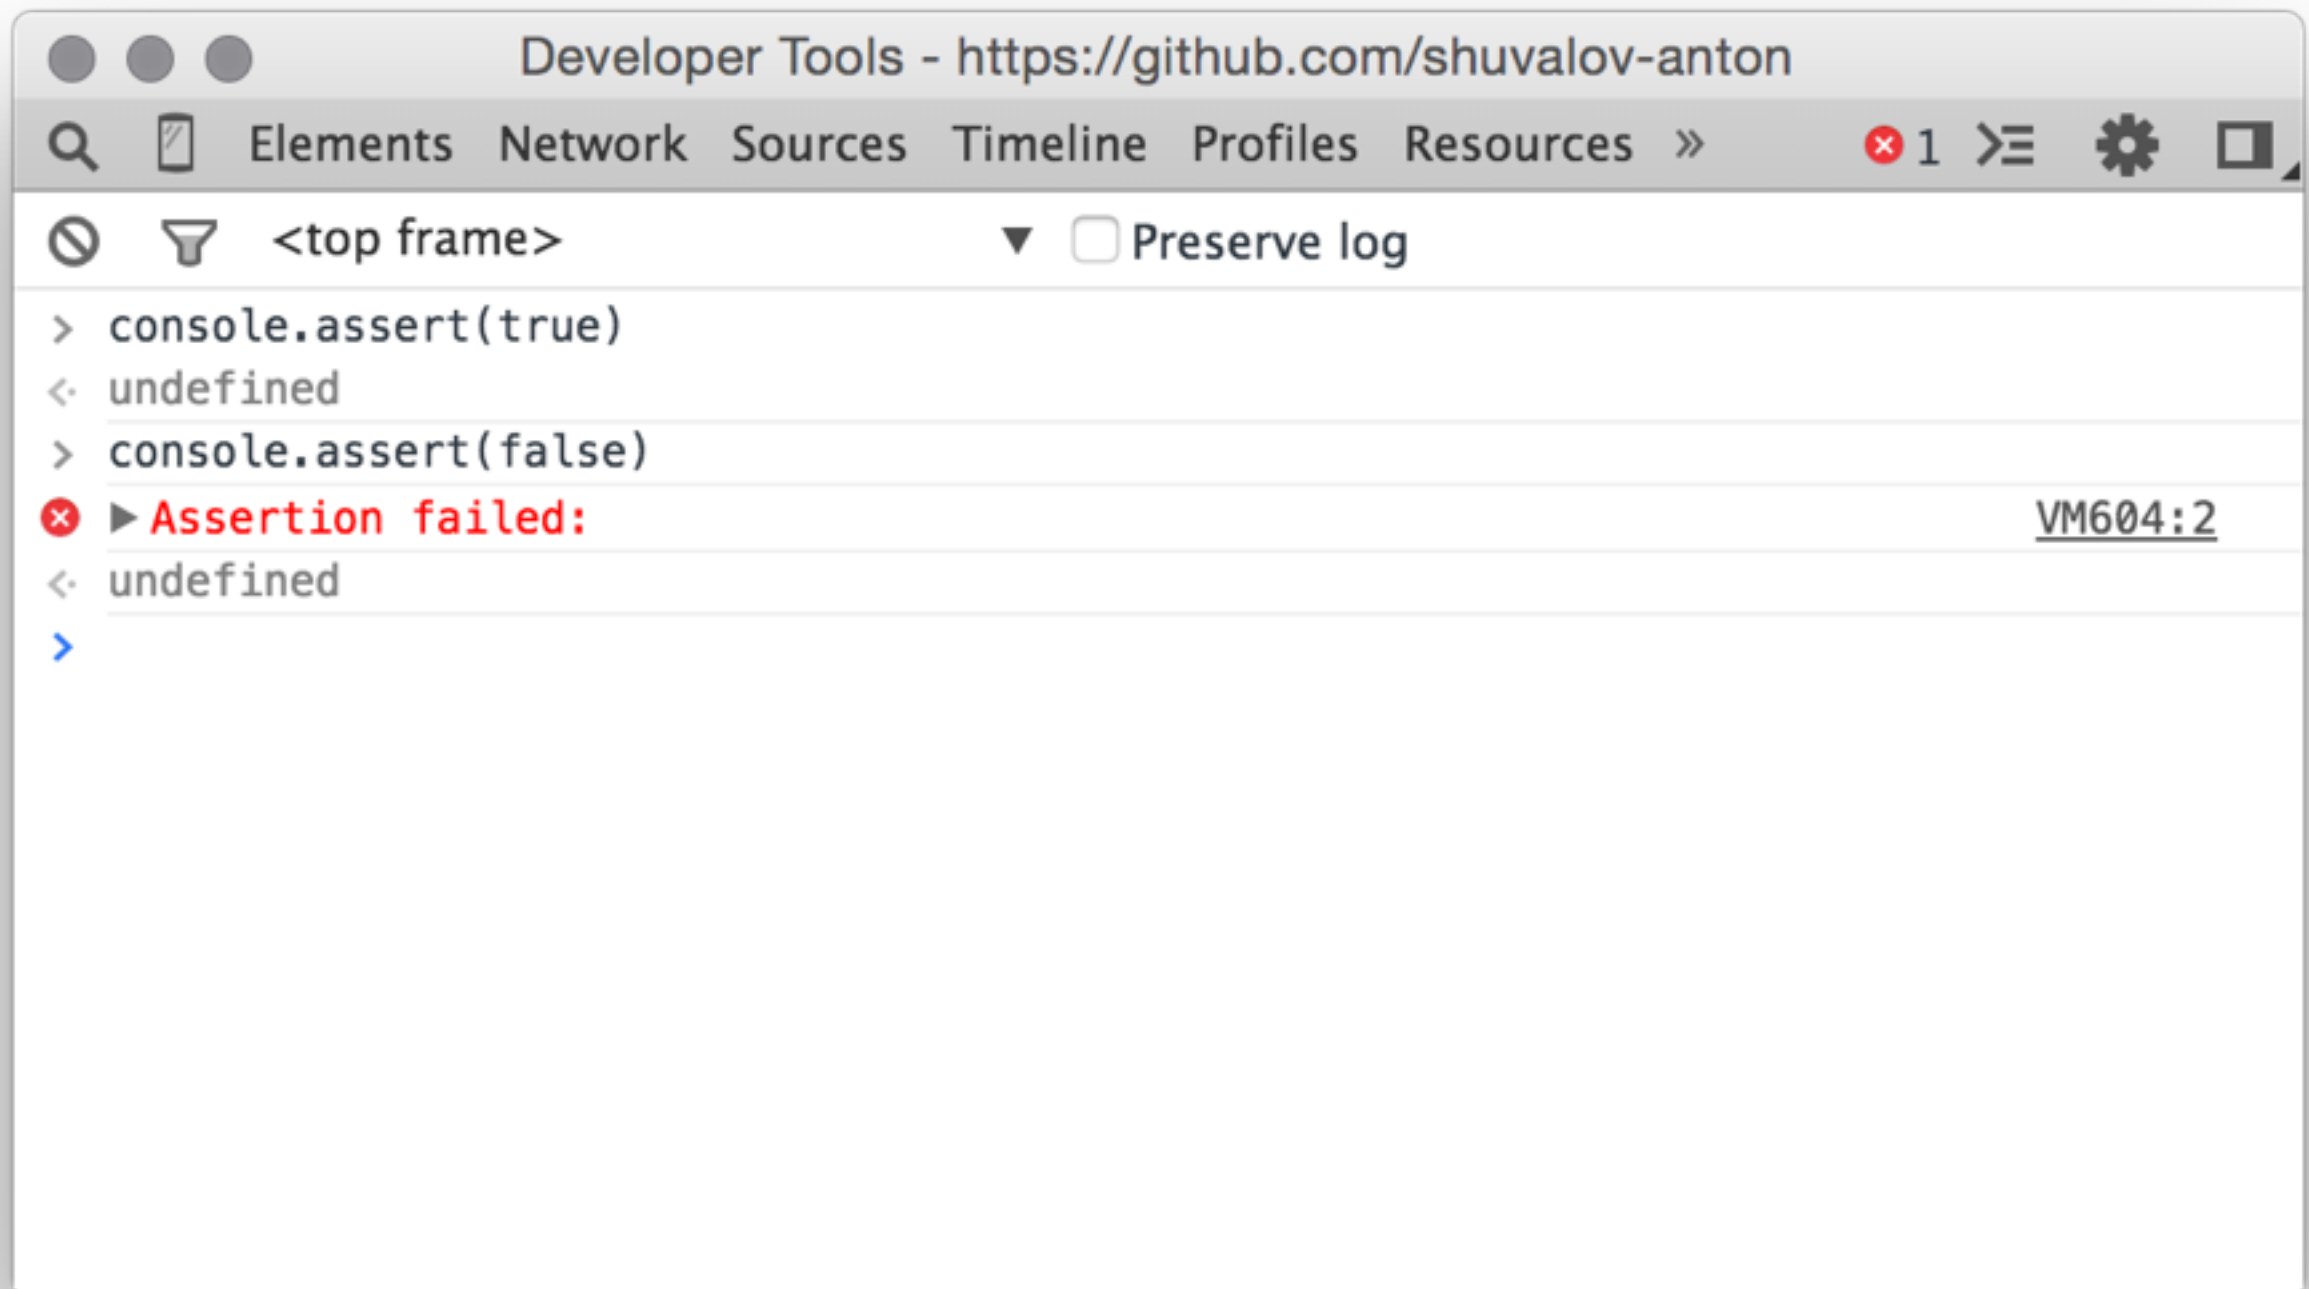 Developer Tools - https://github.com/shuvalov-anton
Elements Network Sources Timeline Profiles Resources » 1
<top frame> Preserve log
console.assert(true)
undefined
console.assert(false)
Assertion failed: VM604:2
undefined